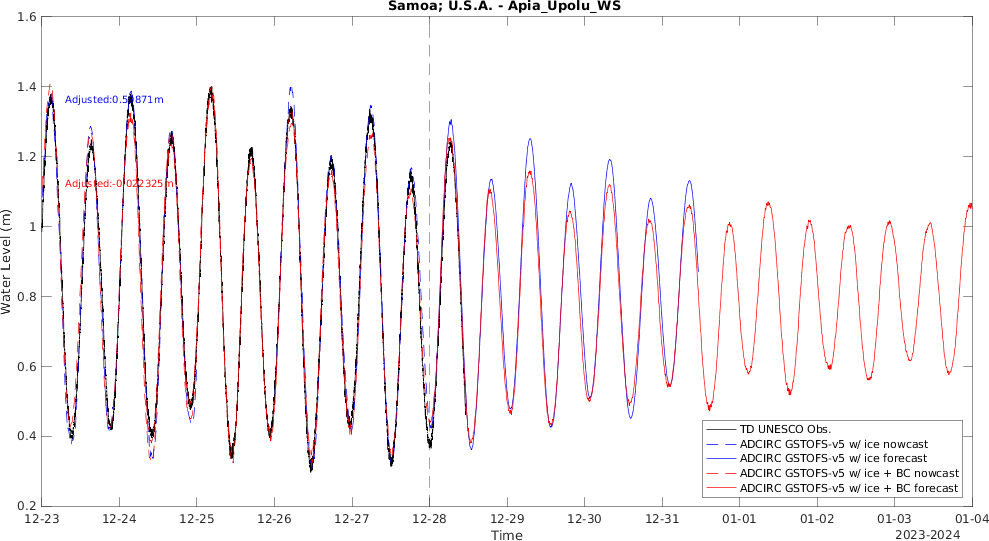 Samoa; U.S.A. - Apia_Upolu_WS
1.6
1.4
1.2
1
0.8
0.6
0.4
0.2
Water Level (m)
Adjusted:0.59871m
Adjusted:-0.022325m
TD UNESCO Obs.
ADCIRC GSTOFS-v5 w/ ice nowcast
ADCIRC GSTOFS-v5 w/ ice forecast
ADCIRC GSTOFS-v5 w/ ice + BC nowcast
ADCIRC GSTOFS-v5 w/ ice + BC forecast
12-23 12-24 12-25 12-26 12-27 12-28 12-29 12-30 12-31 01-01 01-02 01-03 01-04
Time
2023-2024